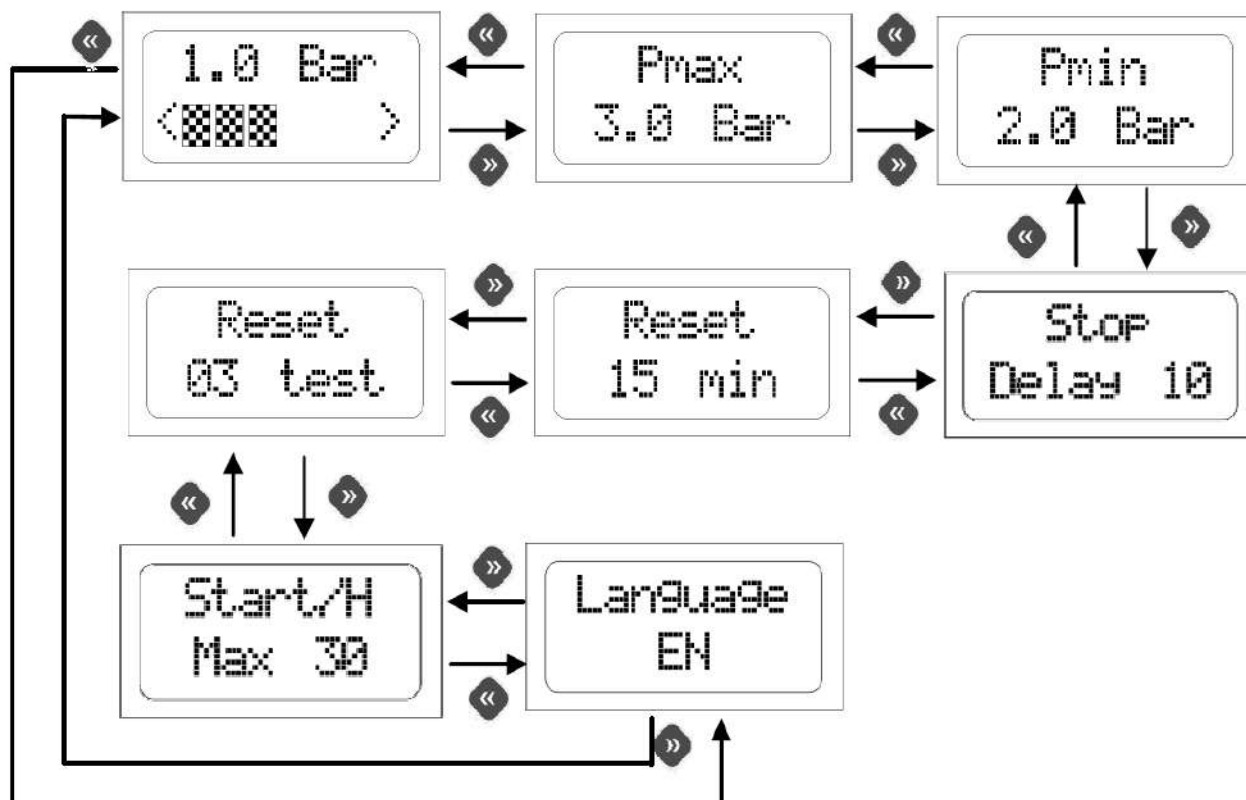 1.0 Bar
< >
Pmax
3.0 Bar
Pmin
2.0 Bar
Reset
03 test
Reset
15 min
Stop
Delay 10
Start/H
Max 30
Language
EN